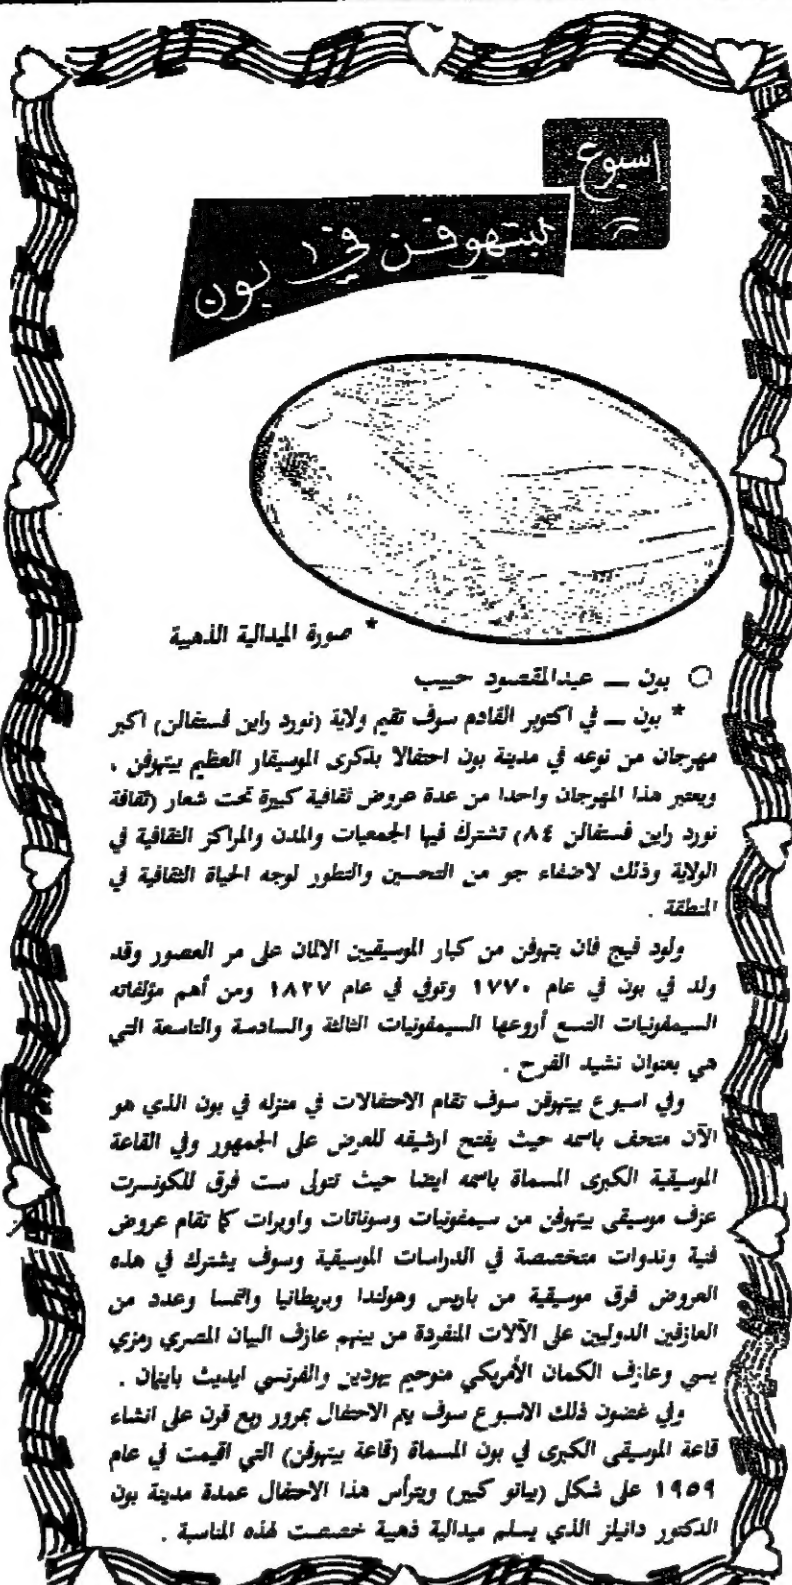 اسبوع
بيتهوفن في بون
* صورة الميدالية الذهبية
○ بون ــ عبدالمقصود حبيب
* بون ــ في اكتوبر القادم سوف تقيم ولاية (نورد راين فستفالن) اكبر
مهرجان من نوعه في مدينة بون احتفالا بذكرى الموسيقار العظيم بيتهوفن .
ويعتبر هذا المهرجان واحدا من عدة عروض ثقافية كبيرة تحت شعار (ثقافة
نورد راين فستفالن ٨٤) تشترك فيها الجمعيات والمدن والمراكز الثقافية في
الولاية وذلك لاضفاء جو من التحسين والتطور لوجه الحياة الثقافية في
المنطقة .
ولود فيج فان بتهوفن من كبار الموسيقيين الالمان على مر العصور وقد
ولد في بون في عام ١٧٧٠ وتوفي في عام ١٨٢٧ ومن أهم مؤلفاته
السيمفونيات التسع أروعها السيمفونيات الثالثة والسادسة والتاسعة التي
هي بعنوان نشيد الفرح .
وفي اسبوع بيتهوفن سوف تقام الاحتفالات في منزله في بون الذي هو
الآن متحف باسمه حيث يفتح ارشيفه للعرض على الجمهور وفي القاعة
الموسيقية الكبرى المسماة باسمه ايضا حيث تتولى ست فرق للكونسرت
عزف موسيقى بيتهوفن من سيمفونيات وسوناتات واوبرات كما تقام عروض
فنية وندوات متخصصة في الدراسات الموسيقية وسوف يشترك في هذه
العروض فرق موسيقية من باريس وهولندا وبريطانيا والنمسا وعدد من
العازفين الدوليين على الآلات المنفردة من بينهم عازف البيان المصري رمزي
يسي وعازف الكمان الأمريكي منوحيم يهودين والفرنسي ايديث باينهان .
وفي غضون ذلك الاسبوع سوف يتم الاحتفال بمرور ربع قرن على انشاء
قاعة الموسيقى الكبرى في بون المسماة (قاعة بيتهوفن) التي اقيمت في عام
١٩٥٩ على شكل (بيانو كبير) ويترأس هذا الاحتفال عمدة مدينة بون
الدكتور دانيلز الذي يسلم ميدالية ذهبية خصصت لهذه المناسبة .